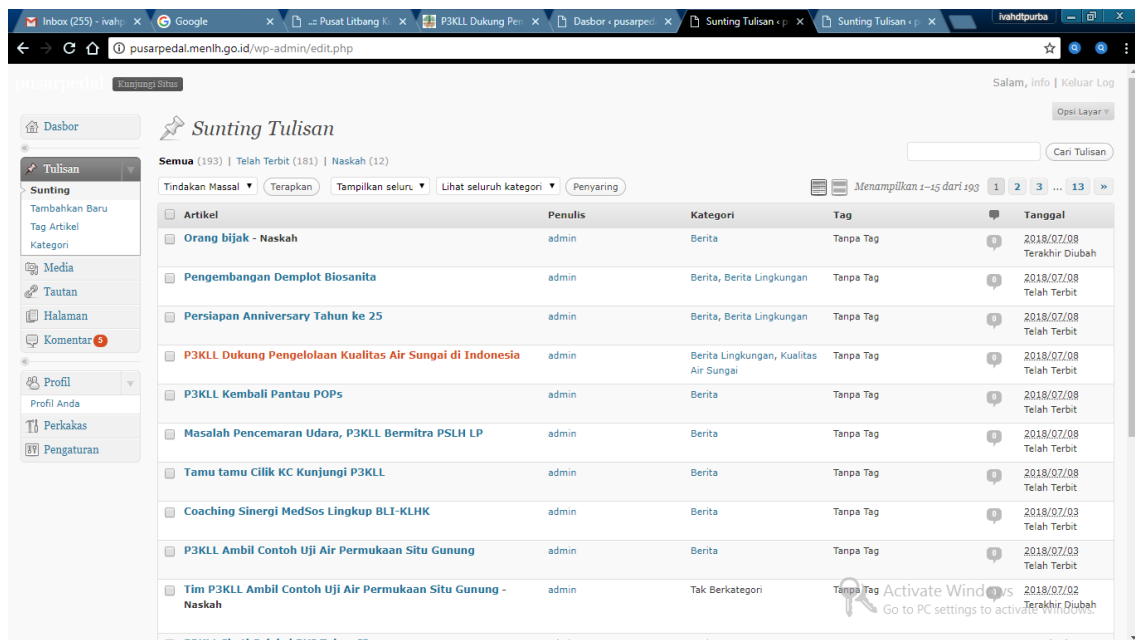 Inbox (255) - ivahp
Google
..:: Pusat Litbang K
P3KLL Dukung Pen
Dasbor ‹ pusarped
Sunting Tulisan ‹ p
Sunting Tulisan ‹ p
ivahdtpurba
pusarpedal.menlh.go.id/wp-admin/edit.php
pusarpedal Kunjungi Situs
Salam, info | Keluar Log
Opsi Layar
Dasbor
Tulisan
Sunting
Tambahkan Baru
Tag Artikel
Kategori
Media
Tautan
Halaman
Komentar 5
Profil
Profil Anda
Perkakas
Pengaturan
Sunting Tulisan
Semua (193) | Telah Terbit (181) | Naskah (12)
Cari Tulisan
Tindakan Massal Terapkan Tampilkan seluru Lihat seluruh kategori Penyaring
Menampilkan 1–15 dari 193 1 2 3 ... 13 »
Artikel Penulis Kategori Tag Tanggal
Orang bijak - Naskah admin Berita Tanpa Tag 0 2018/07/08
Terakhir Diubah
Pengembangan Demplot Biosanita admin Berita, Berita Lingkungan Tanpa Tag 0 2018/07/08
Telah Terbit
Persiapan Anniversary Tahun ke 25 admin Berita, Berita Lingkungan Tanpa Tag 0 2018/07/08
Telah Terbit
P3KLL Dukung Pengelolaan Kualitas Air Sungai di Indonesia admin Berita Lingkungan, Kualitas Tanpa Tag 0 2018/07/08
Air Sungai Telah Terbit
P3KLL Kembali Pantau POPs admin Berita Tanpa Tag 0 2018/07/08
Telah Terbit
Masalah Pencemaran Udara, P3KLL Bermitra PSLH LP admin Berita Tanpa Tag 0 2018/07/08
Telah Terbit
Tamu tamu Cilik KC Kunjungi P3KLL admin Berita Tanpa Tag 0 2018/07/08
Telah Terbit
Coaching Sinergi MedSos Lingkup BLI-KLHK admin Berita Tanpa Tag 0 2018/07/03
Telah Terbit
P3KLL Ambil Contoh Uji Air Permukaan Situ Gunung admin Berita Tanpa Tag 0 2018/07/03
Telah Terbit
Tim P3KLL Ambil Contoh Uji Air Permukaan Situ Gunung - admin Tak Berkategori Tanpa Tag 0 2018/07/02
Naskah Terakhir Diubah
Activate Windows
Go to PC settings to activate Windows.